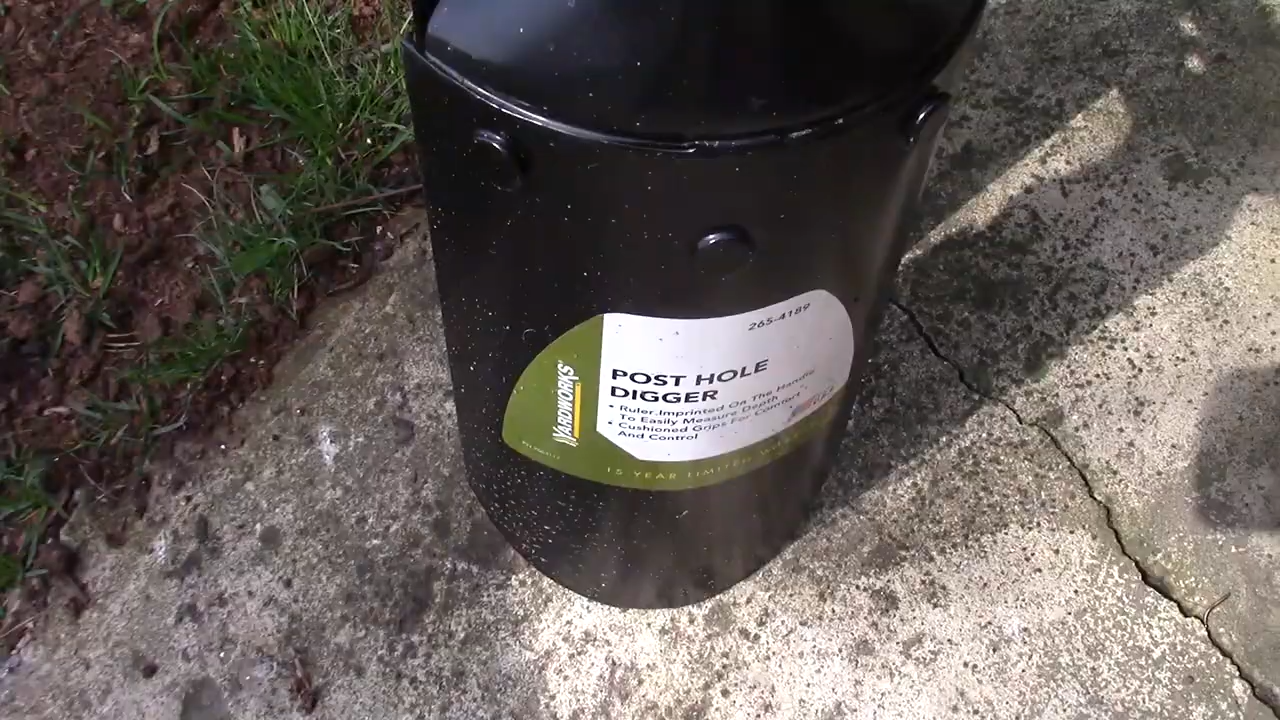 265-4189
POST HOLE
DIGGER
• Ruler Imprinted On The Handle
To Easily Measure Depth
• Cushioned Grips For Comfort
And Control
YARDWORKS
15 YEAR LIMITED